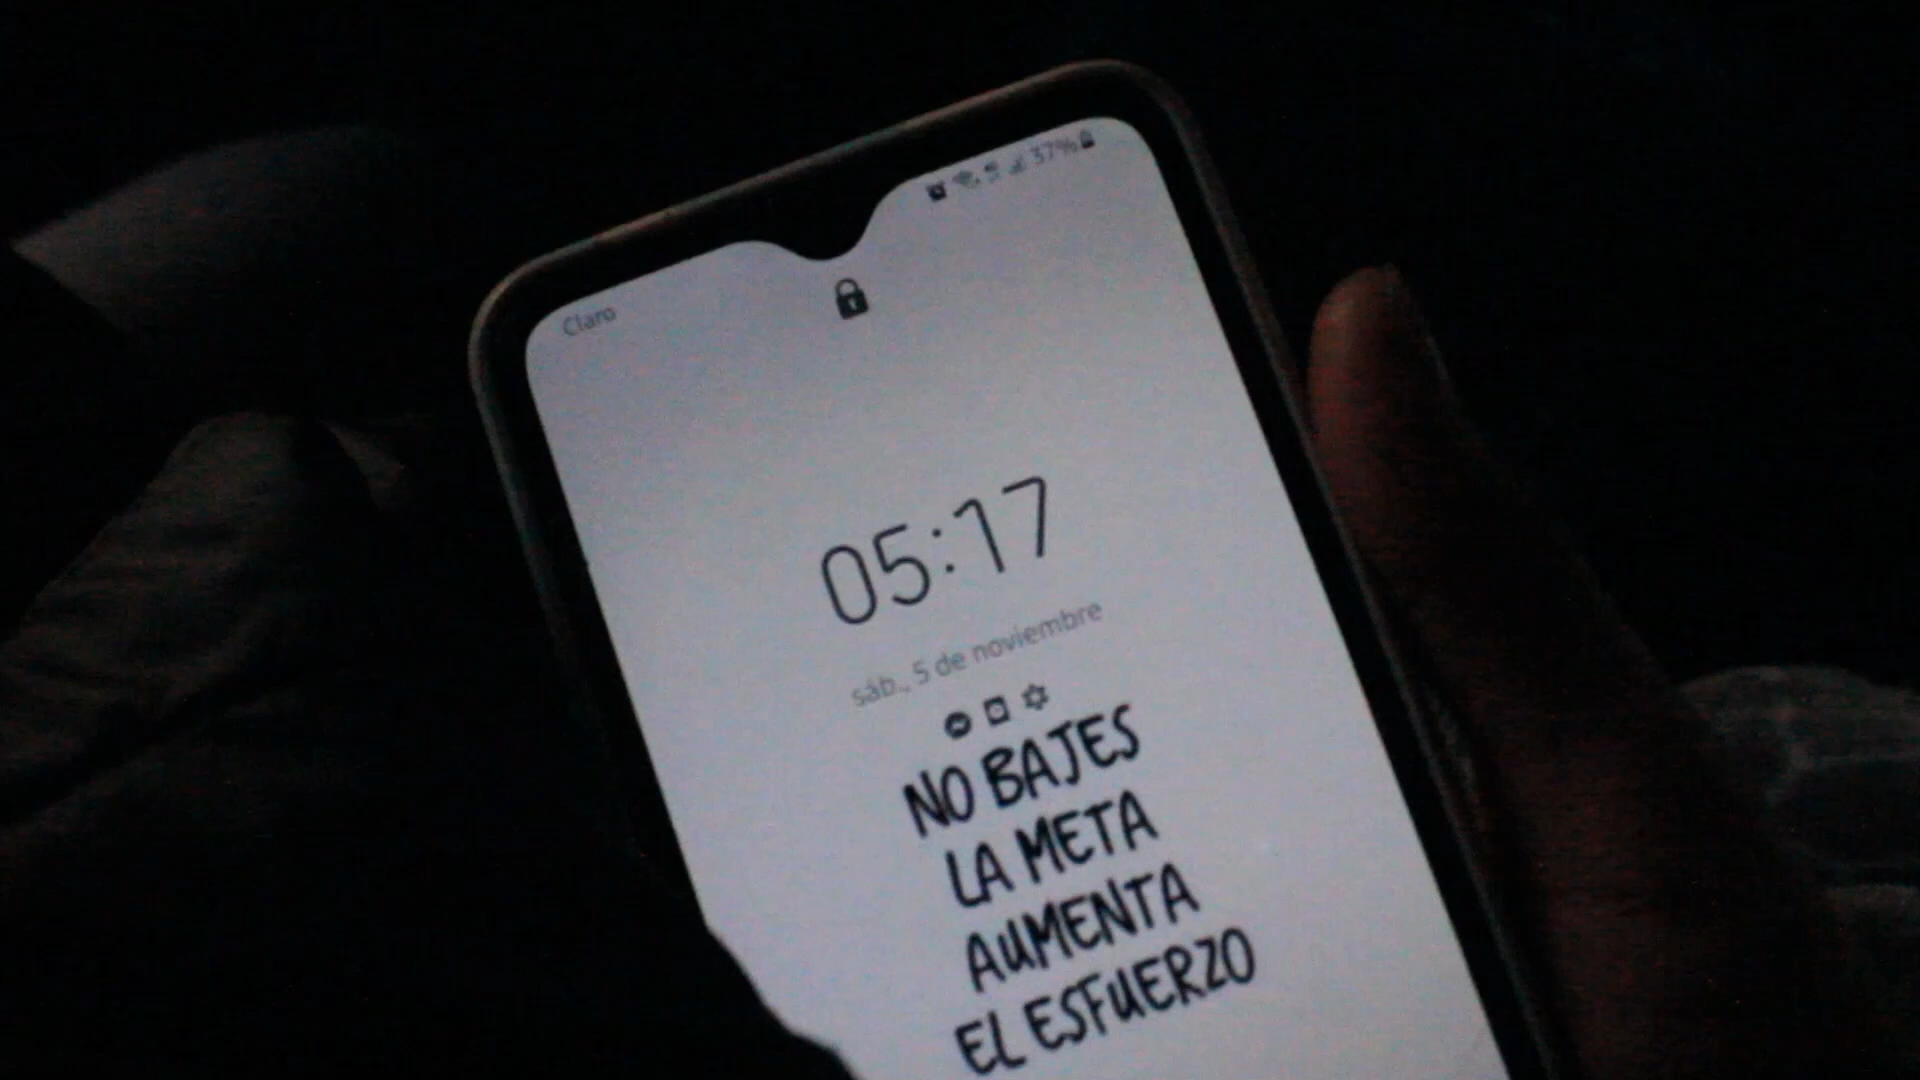 Claro
37%
05:17
sáb., 5 de noviembre
NO BAJES
LA META
AUMENTA
EL ESFUERZO